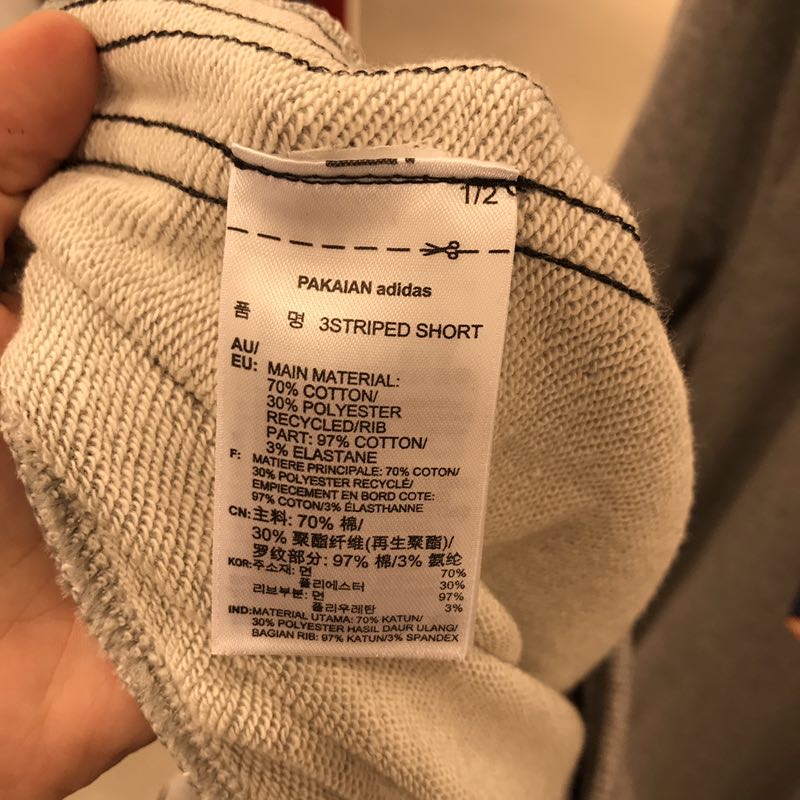 1/2
PAKAIAN adidas
품 명 3STRIPED SHORT
AU/
EU: MAIN MATERIAL:
70% COTTON/
30% POLYESTER
RECYCLED/RIB
PART: 97% COTTON/
3% ELASTANE
F: MATIERE PRINCIPALE: 70% COTON/
30% POLYESTER RECYCLÉ/
EMPIECEMENT EN BORD COTE:
97% COTON/3% ÉLASTHANNE
CN:主料: 70% 棉/
30% 聚酯纤维(再生聚酯)/
罗纹部分: 97% 棉/3% 氨纶
KOR:주소재: 면 70%
폴리에스터 30%
리브부분: 면 97%
폴리우레탄 3%
IND:MATERIAL UTAMA: 70% KATUN/
30% POLYESTER HASIL DAUR ULANG/
BAGIAN RIB: 97% KATUN/3% SPANDEX